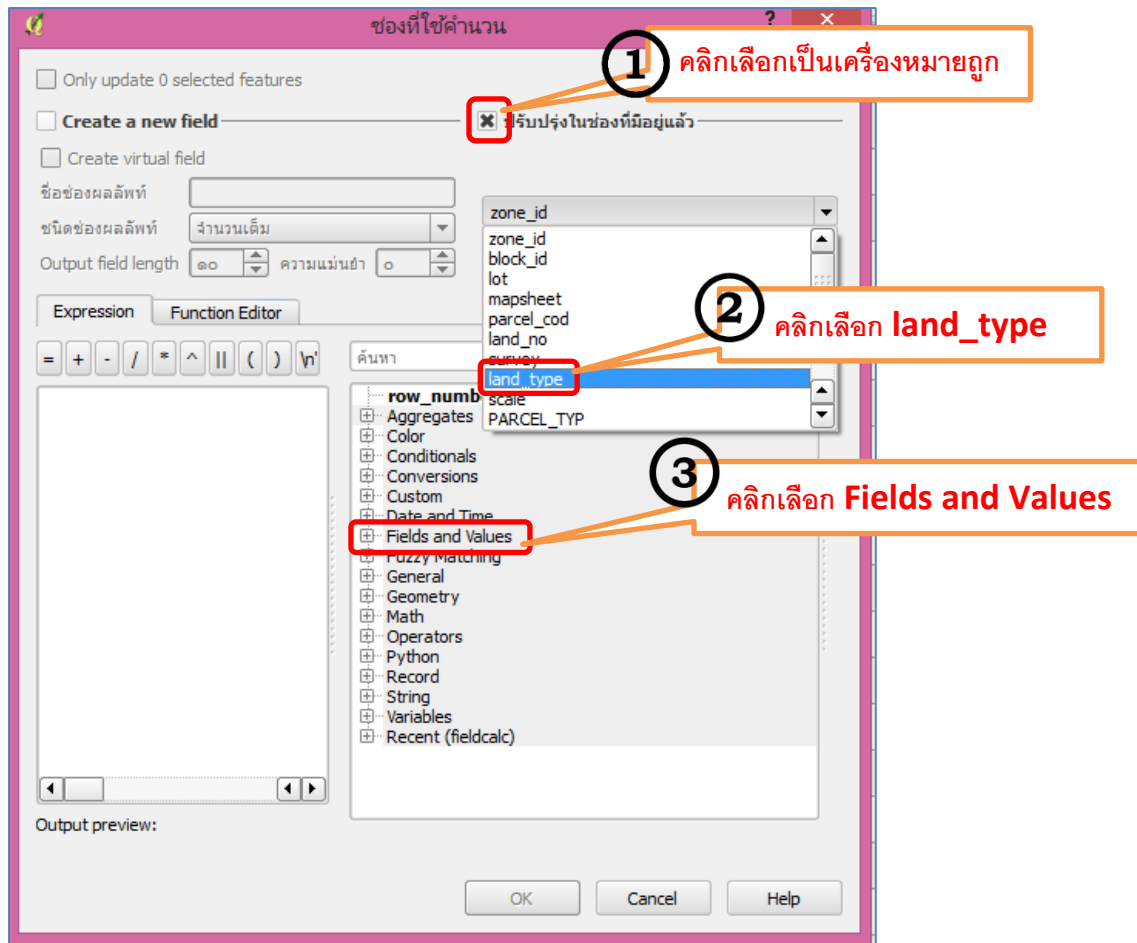 ช่องที่ใช้คำนวน
? ×
1 คลิกเลือกเป็นเครื่องหมายถูก
Only update 0 selected features
Create a new field
ปรับปรุ่งในช่องที่มีอยู่แล้ว
Create virtual field
ชื่อช่องผลลัพท์
ชนิดช่องผลลัพท์ จำนวนเต็ม
Output field length ๑๐ ความแม่นยำ ๐
zone_id
zone_id
block_id
lot
mapsheet
parcel_cod
land_no
survey
land_type
scale
PARCEL_TYP
2 คลิกเลือก land_type
Expression Function Editor
= + - / * ^ || ( ) '\n'
ค้นหา
row_numb
Aggregates
Color
Conditionals
Conversions
Custom
Date and Time
Fields and Values
Fuzzy Matching
General
Geometry
Math
Operators
Python
Record
String
Variables
Recent (fieldcalc)
3 คลิกเลือก Fields and Values
Output preview:
OK Cancel Help